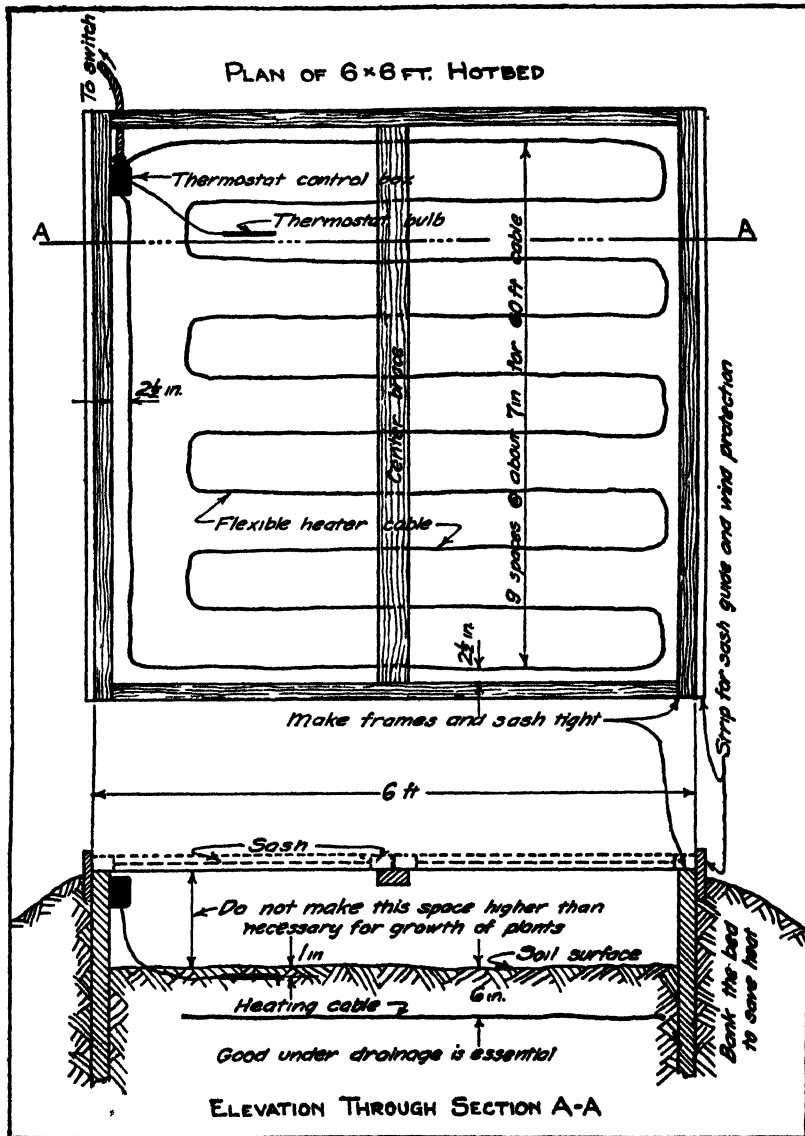 PLAN OF 6×6 FT. HOTBED
To switch
Thermostat control box
Thermostat bulb
A
A
9 spaces @ about 7in for 60 ft cable
Center brace
2½ in.
Flexible heater cable
2½ in.
Strip for sash guide and wind protection
Make frames and sash tight
6 ft
Sash
Do not make this space higher than
necessary for growth of plants
1 in
Soil surface
6 in.
Heating cable
Good under drainage is essential
Bank the bed
to save heat
ELEVATION THROUGH SECTION A-A